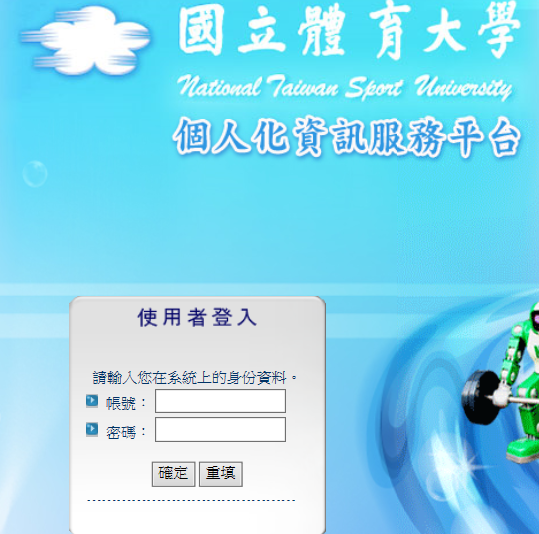 國立體育大學
National Taiwan Sport University
個人化資訊服務平台
使用者登入
請輸入您在系統上的身份資料。
帳號：
密碼：
確定 重填